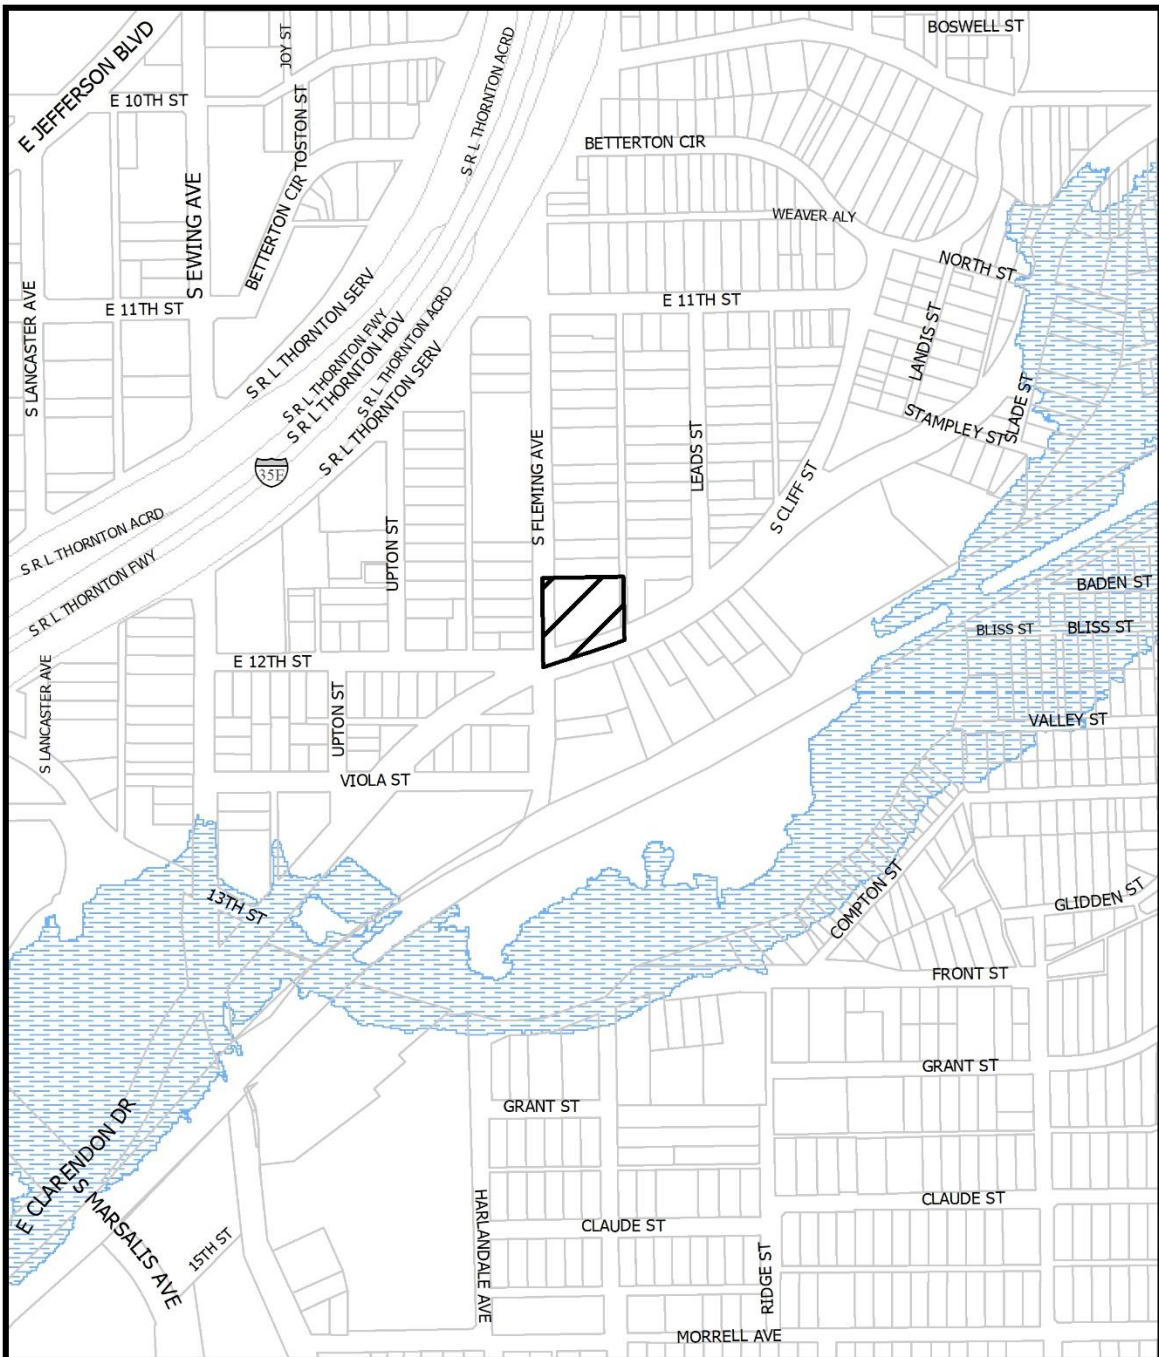 BOSWELL ST
E JEFFERSON BLVD
JOY ST
E 10TH ST
S R L THORNTON ACRD
BETTERTON CIR
TOSTON ST
BETTERTON CIR
S EWING AVE
WEAVER ALY
NORTH ST
E 11TH ST
E 11TH ST
S LANCASTER AVE
S R L THORNTON SERV
S R L THORNTON FWY
S R L THORNTON HOV
S R L THORNTON ACRD
S R L THORNTON SERV
LANDIS ST
SLADE ST
STAMPLEY ST
35E
S FLEMING AVE
LEADS ST
S CLIFF ST
S R L THORNTON ACRD
UPTON ST
S R L THORNTON FWY
BADEN ST
BLISS ST
BLISS ST
E 12TH ST
S LANCASTER AVE
UPTON ST
VALLEY ST
VIOLA ST
13TH ST
COMPTON ST
GLIDDEN ST
FRONT ST
GRANT ST
GRANT ST
E CLARENDON DR
S MARSALIS AVE
15TH ST
HARLANDALE AVE
CLAUDE ST
CLAUDE ST
RIDGE ST
MORRELL AVE